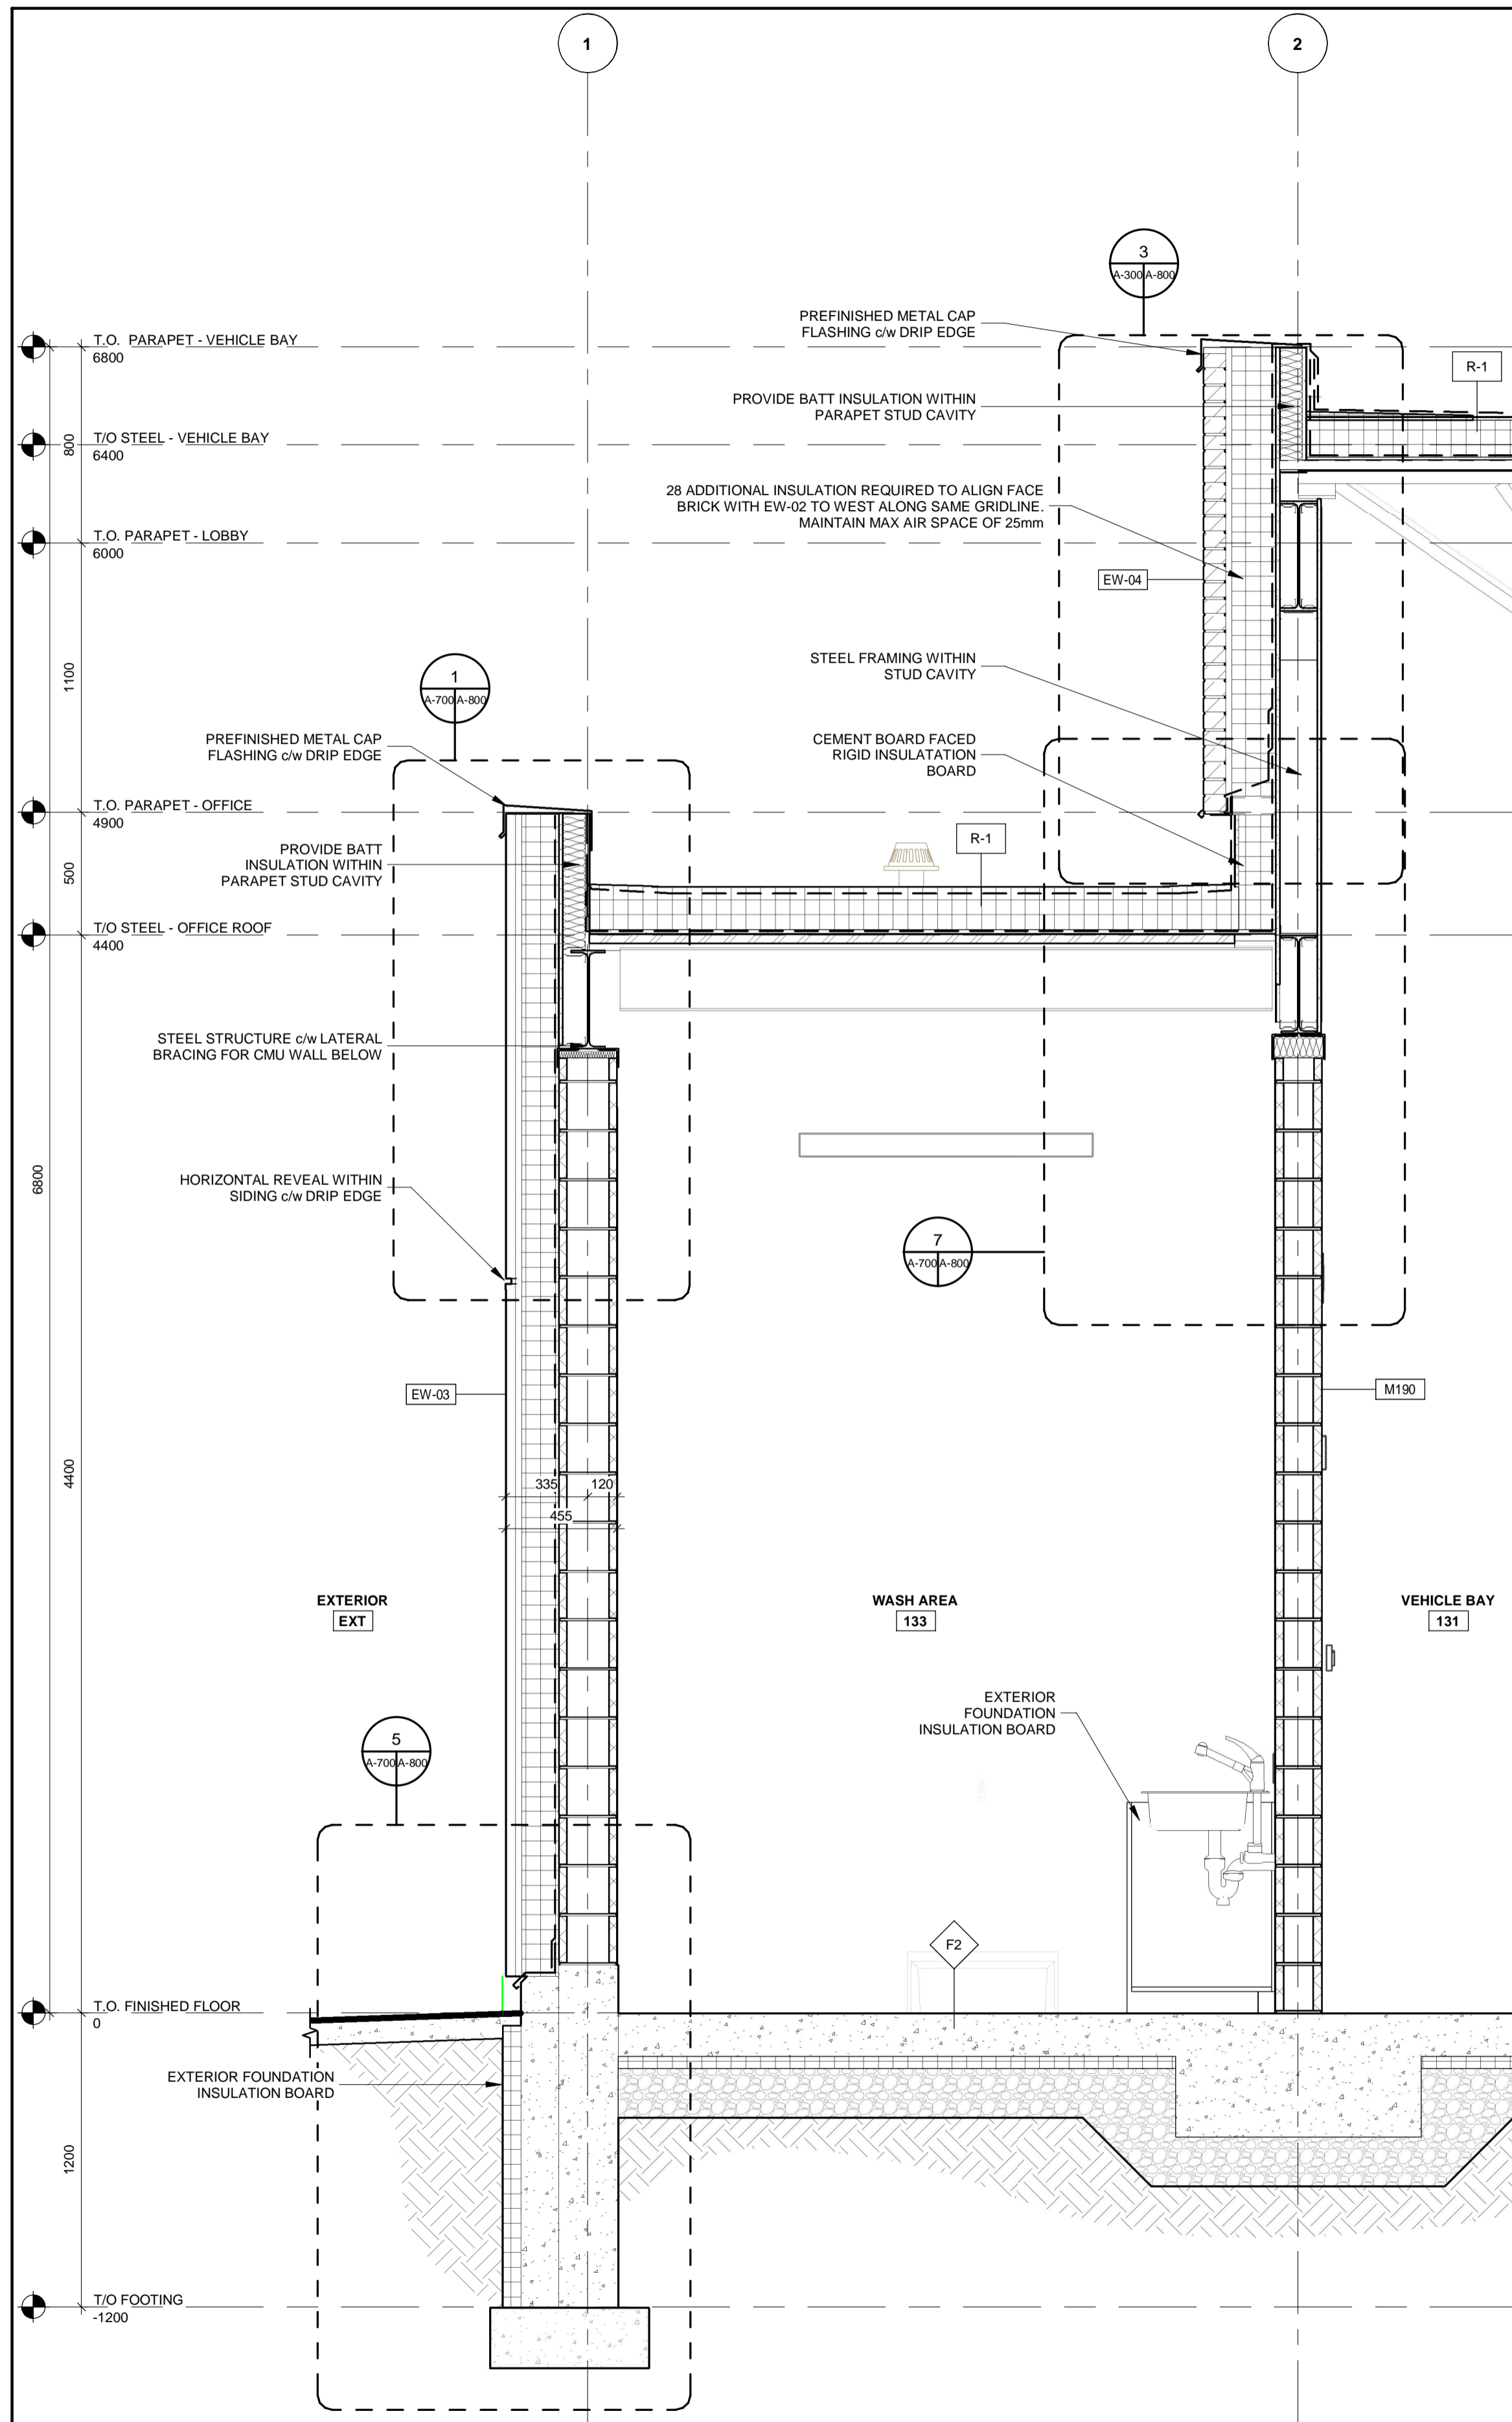 1
2
3
A-300 A-800
PREFINISHED METAL CAP
FLASHING c/w DRIP EDGE
T.O. PARAPET - VEHICLE BAY
6800
R-1
PROVIDE BATT INSULATION WITHIN
PARAPET STUD CAVITY
T/O STEEL - VEHICLE BAY
6400
800
28 ADDITIONAL INSULATION REQUIRED TO ALIGN FACE
BRICK WITH EW-02 TO WEST ALONG SAME GRIDLINE.
MAINTAIN MAX AIR SPACE OF 25mm
T.O. PARAPET - LOBBY
6000
EW-04
1100
STEEL FRAMING WITHIN
STUD CAVITY
1
A-700 A-800
PREFINISHED METAL CAP
FLASHING c/w DRIP EDGE
CEMENT BOARD FACED
RIGID INSULATATION
BOARD
T.O. PARAPET - OFFICE
4900
R-1
PROVIDE BATT
INSULATION WITHIN
PARAPET STUD CAVITY
500
T/O STEEL - OFFICE ROOF
4400
STEEL STRUCTURE c/w LATERAL
BRACING FOR CMU WALL BELOW
6800
HORIZONTAL REVEAL WITHIN
SIDING c/w DRIP EDGE
7
A-700 A-800
EW-03
M190
4400
335 120
455
EXTERIOR
EXT
WASH AREA
133
VEHICLE BAY
131
EXTERIOR
FOUNDATION
INSULATION BOARD
5
A-700 A-800
F2
T.O. FINISHED FLOOR
0
EXTERIOR FOUNDATION
INSULATION BOARD
1200
T/O FOOTING
-1200